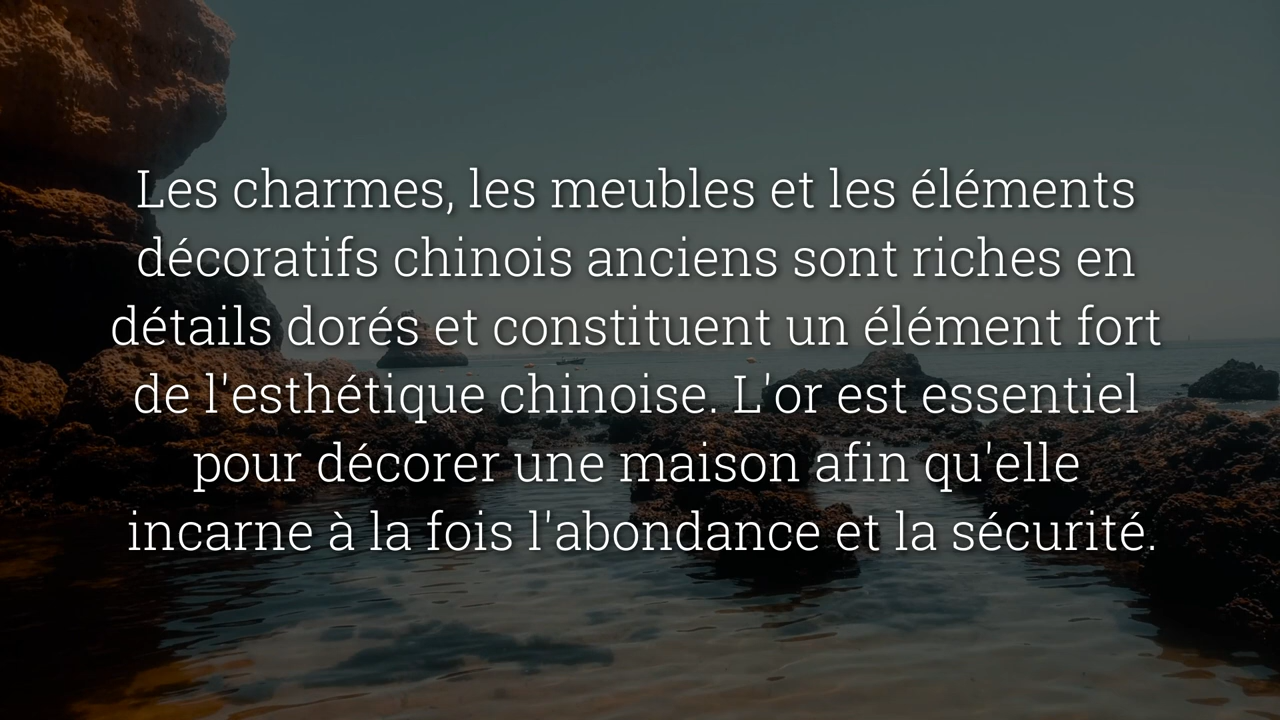 Les charmes, les meubles et les éléments
décoratifs chinois anciens sont riches en
détails dorés et constituent un élément fort
de l'esthétique chinoise. L'or est essentiel
pour décorer une maison afin qu'elle
incarne à la fois l'abondance et la sécurité.